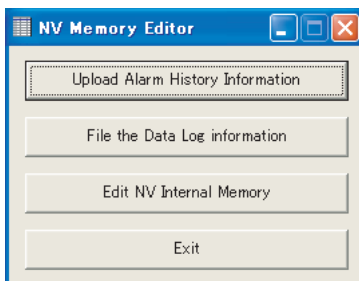 NV Memory Editor
Upload Alarm History Information
File the Data Log information
Edit NV Internal Memory
Exit